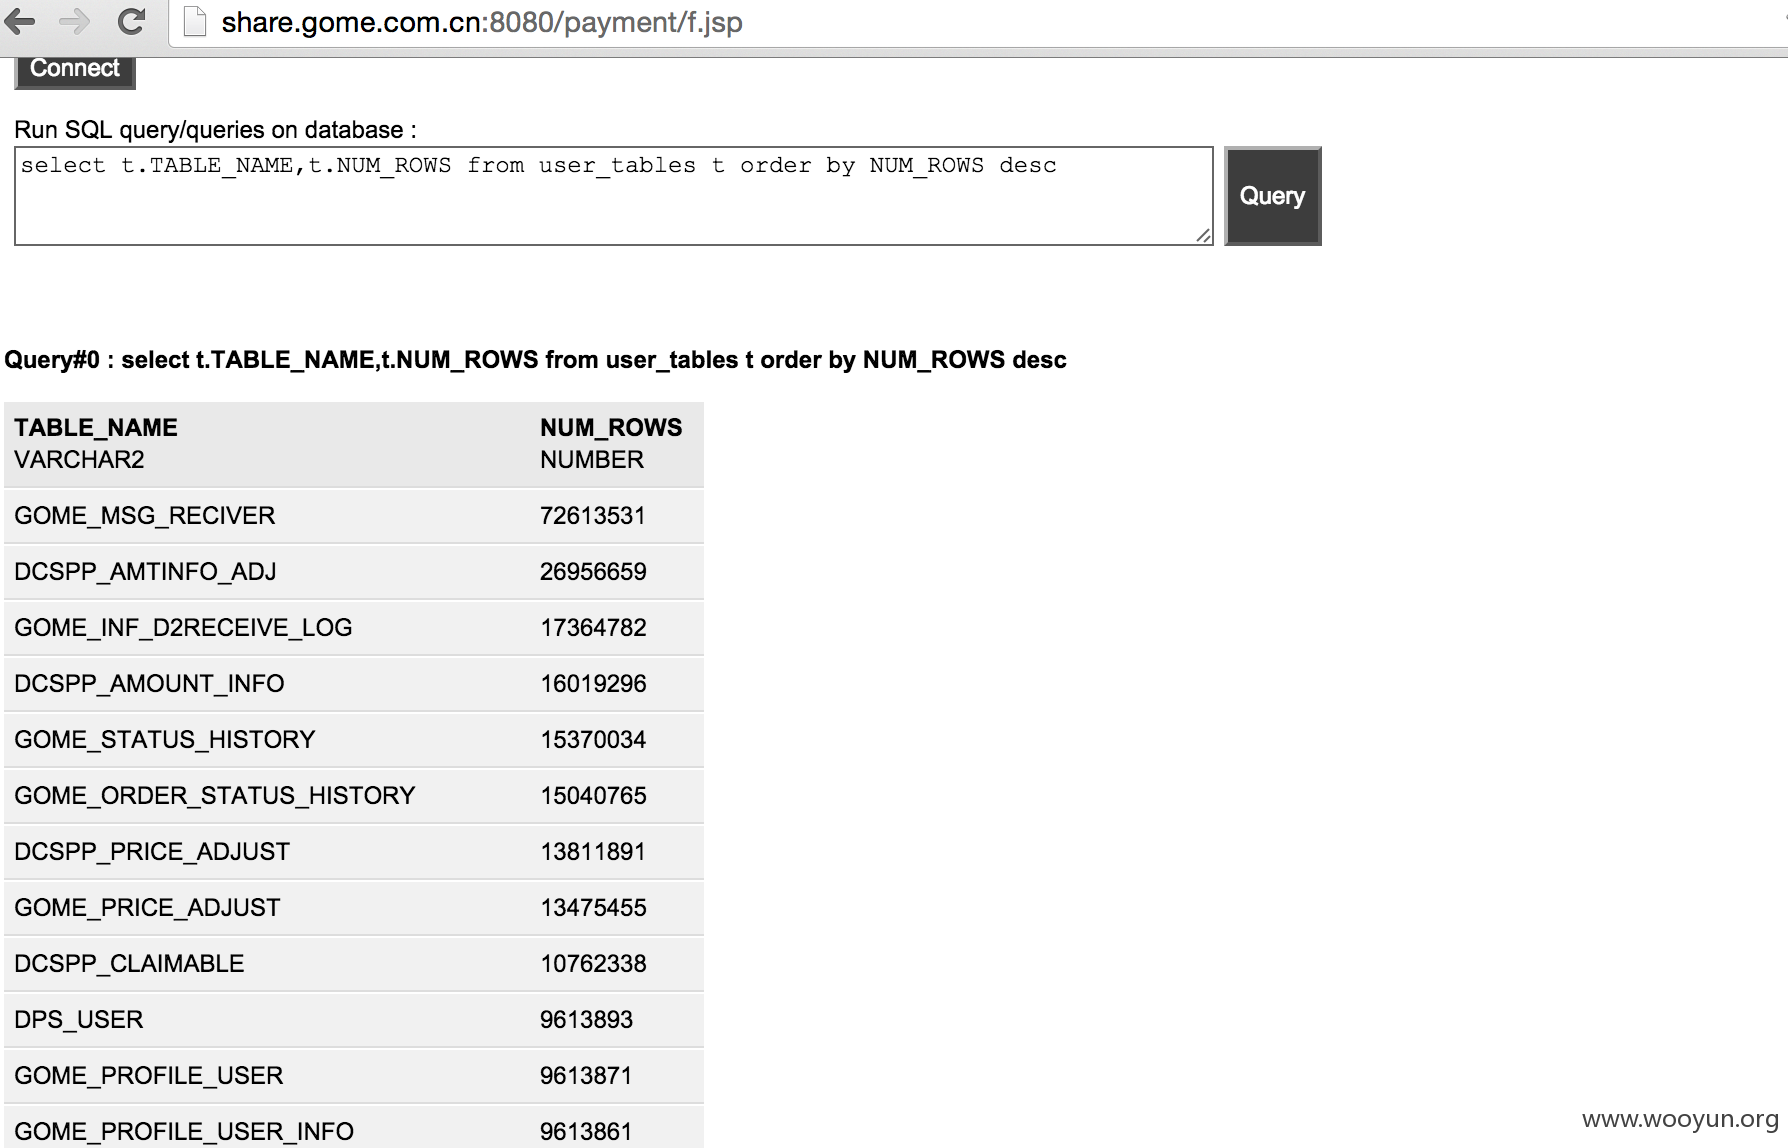 share.gome.com.cn:8080/payment/f.jsp
Connect
Run SQL query/queries on database :
select t.TABLE_NAME,t.NUM_ROWS from user_tables t order by NUM_ROWS desc
Query
Query#0 : select t.TABLE_NAME,t.NUM_ROWS from user_tables t order by NUM_ROWS desc
TABLE_NAME NUM_ROWS
VARCHAR2 NUMBER
GOME_MSG_RECIVER 72613531
DCSPP_AMTINFO_ADJ 26956659
GOME_INF_D2RECEIVE_LOG 17364782
DCSPP_AMOUNT_INFO 16019296
GOME_STATUS_HISTORY 15370034
GOME_ORDER_STATUS_HISTORY 15040765
DCSPP_PRICE_ADJUST 13811891
GOME_PRICE_ADJUST 13475455
DCSPP_CLAIMABLE 10762338
DPS_USER 9613893
GOME_PROFILE_USER 9613871
GOME_PROFILE_USER_INFO 9613861
www.wooyun.org